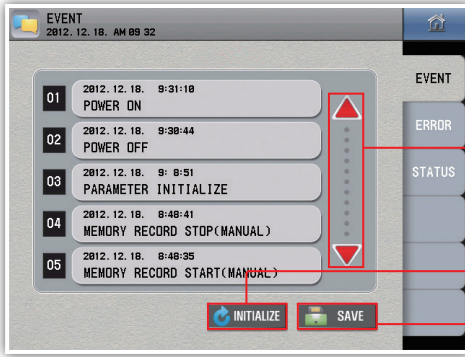 EVENT
2012. 12. 18. AM 09 32
EVENT
ERROR
STATUS
01
2012. 12. 18. 9:31:10
POWER ON
02
2012. 12. 18. 9:30:44
POWER OFF
03
2012. 12. 18. 9: 8:51
PARAMETER INITIALIZE
04
2012. 12. 18. 8:48:41
MEMORY RECORD STOP(MANUAL)
05
2012. 12. 18. 8:48:35
MEMORY RECORD START(MANUAL)
INITIALIZE
SAVE